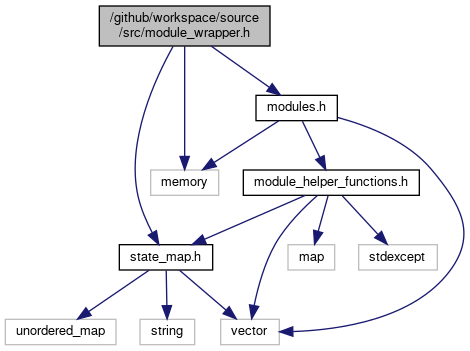 /github/workspace/source
/src/module_wrapper.h
modules.h
memory
module_helper_functions.h
state_map.h
map
stdexcept
unordered_map
string
vector